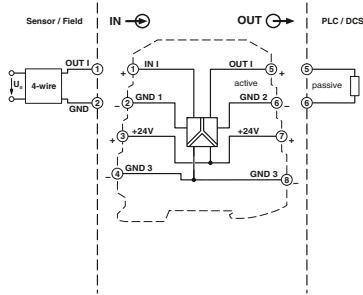 Sensor / Field
IN
OUT
PLC / DCS
OUT I
1
1
IN I
OUT I
5
5
+
+
Us
4-wire
active
passive
GND
2
2
GND 1
GND 2
6
6
–
–
3
+24V
+24V
7
+
+
4
GND 3
GND 3
8
–
–